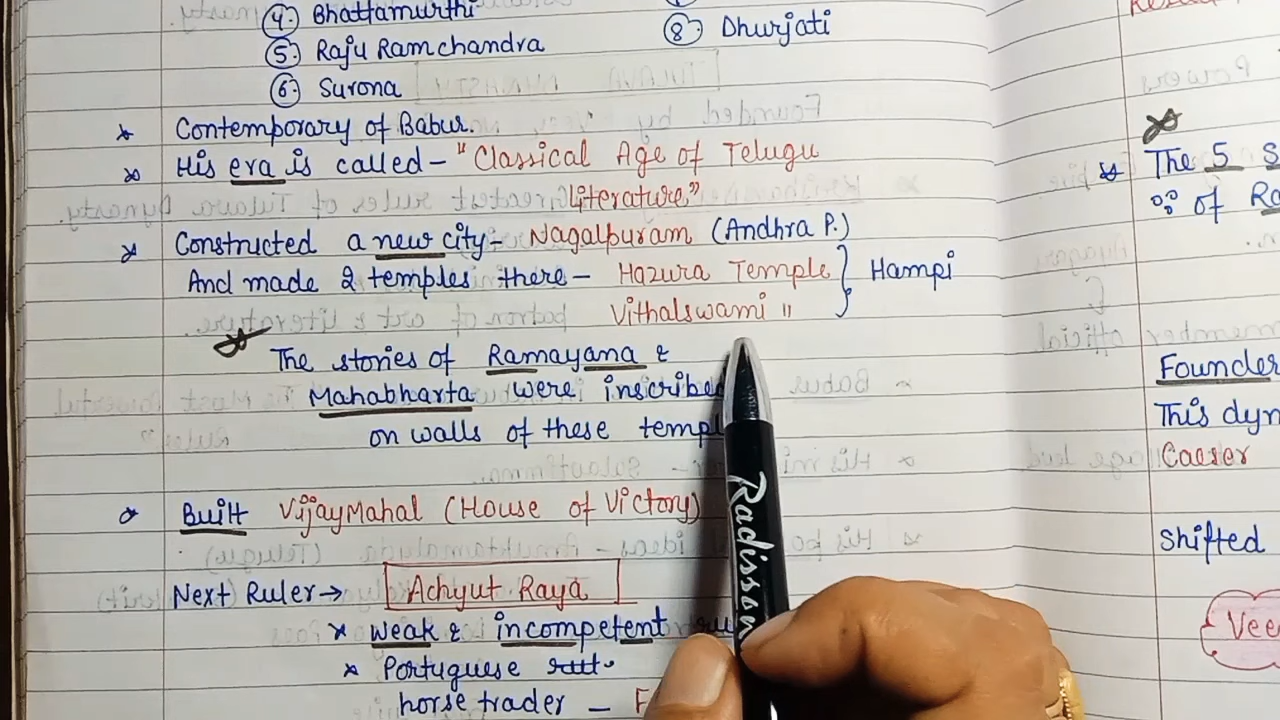 ④ Bhattamurthi
⑤ Raju Ramchandra
⑧ Dhurjati
⑥ Surona
Contemporary of Babur.
His era is called - "Classical Age of Telugu
literature"
Constructed a new city - Nagalpuram (Andhra P.)
And made 2 temples there - Hazura Temple } Hampi
Vithalswami "
The stories of Ramayana &
Mahabharta were inscribed
on walls of these templ
Built VijayMahal (House of Victory)
Next Ruler → Achyut Raya
× Weak & incompetent
Portuguese
horse trader -
The 5 S
of Ra
Founder
This dyn
Caeser
Shifted
Vee
Radisson